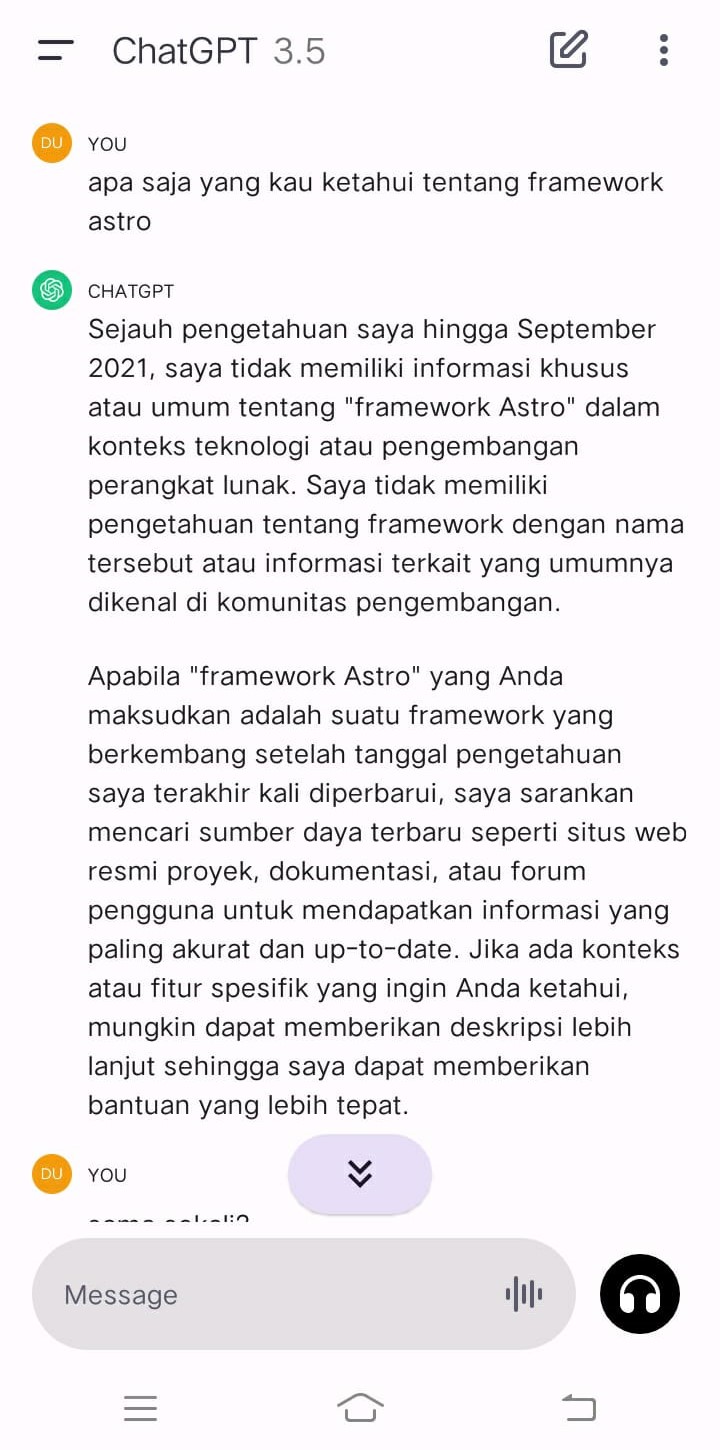 ChatGPT 3.5
DU YOU
apa saja yang kau ketahui tentang framework
astro
CHATGPT
Sejauh pengetahuan saya hingga September
2021, saya tidak memiliki informasi khusus
atau umum tentang "framework Astro" dalam
konteks teknologi atau pengembangan
perangkat lunak. Saya tidak memiliki
pengetahuan tentang framework dengan nama
tersebut atau informasi terkait yang umumnya
dikenal di komunitas pengembangan.
Apabila "framework Astro" yang Anda
maksudkan adalah suatu framework yang
berkembang setelah tanggal pengetahuan
saya terakhir kali diperbarui, saya sarankan
mencari sumber daya terbaru seperti situs web
resmi proyek, dokumentasi, atau forum
pengguna untuk mendapatkan informasi yang
paling akurat dan up-to-date. Jika ada konteks
atau fitur spesifik yang ingin Anda ketahui,
mungkin dapat memberikan deskripsi lebih
lanjut sehingga saya dapat memberikan
bantuan yang lebih tepat.
DU YOU
Message